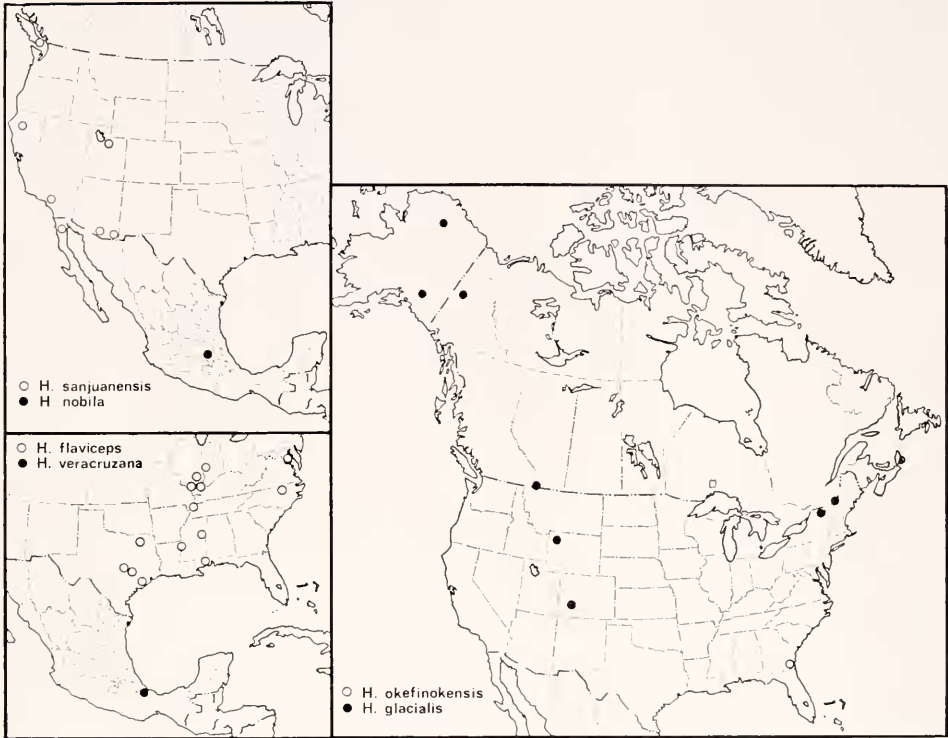 ○ H. sanjuanensis
● H nobila
○ H. flaviceps
● H. veracruzana
○ H. okefinokensis
● H. glacialis